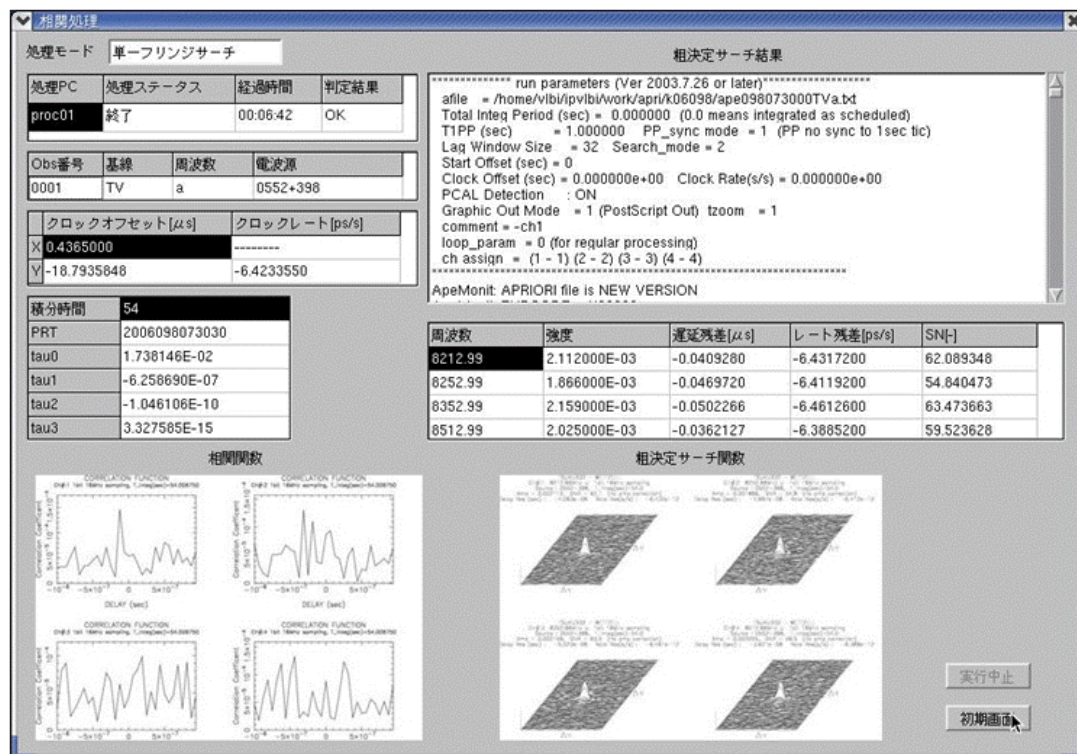 相関処理
処理モード 単一フリンジサーチ
処理PC 処理ステータス 経過時間 判定結果
proc01 終了 00:06:42 OK
Obs番号 基線 周波数 電波源
0001 TV a 0552+398
クロックオフセット[μs] クロックレート[ps/s]
X 0.4365000 --------
Y -18.7935848 -6.4233550
積分時間 54
PRT 2006098073030
tau0 1.738146E-02
tau1 -6.258690E-07
tau2 -1.046106E-10
tau3 3.327585E-15
粗決定サーチ結果
************* run parameters (Ver 2003.7.26 or later)******************
afile = /home/vlbi/ipvlbi/work/apri/k06098/ape098073000TVa.txt
Total Integ Period (sec) = 0.000000 (0.0 means integrated as scheduled)
T1PP (sec) = 1.000000 PP_sync mode = 1 (PP no sync to 1sec tic)
Lag Window Size = 32 Search_mode = 2
Start Offset (sec) = 0
Clock Offset (sec) = 0.000000e+00 Clock Rate(s/s) = 0.000000e+00
PCAL Detection : ON
Graphic Out Mode = 1 (PostScript Out) tzoom = 1
comment = -ch1
loop_param = 0 (for regular processing)
ch assign = (1 - 1) (2 - 2) (3 - 3) (4 - 4)
ApeMonit: APRIORI file is NEW VERSION
周波数 強度 遅延残差[μs] レート残差[ps/s] SN[-]
8212.99 2.112000E-03 -0.0409280 -6.4317200 62.089348
8252.99 1.866000E-03 -0.0469720 -6.4119200 54.840473
8352.99 2.159000E-03 -0.0502266 -6.4612600 63.473663
8512.99 2.025000E-03 -0.0362127 -6.3885200 59.523628
相関関数
CORRELATION FUNCTION
CORRELATION FUNCTION
Correlation Coefficient
Correlation Coefficient
DELAY (sec)
DELAY (sec)
CORRELATION FUNCTION
CORRELATION FUNCTION
Correlation Coefficient
Correlation Coefficient
粗決定サーチ関数
実行中止
初期画面